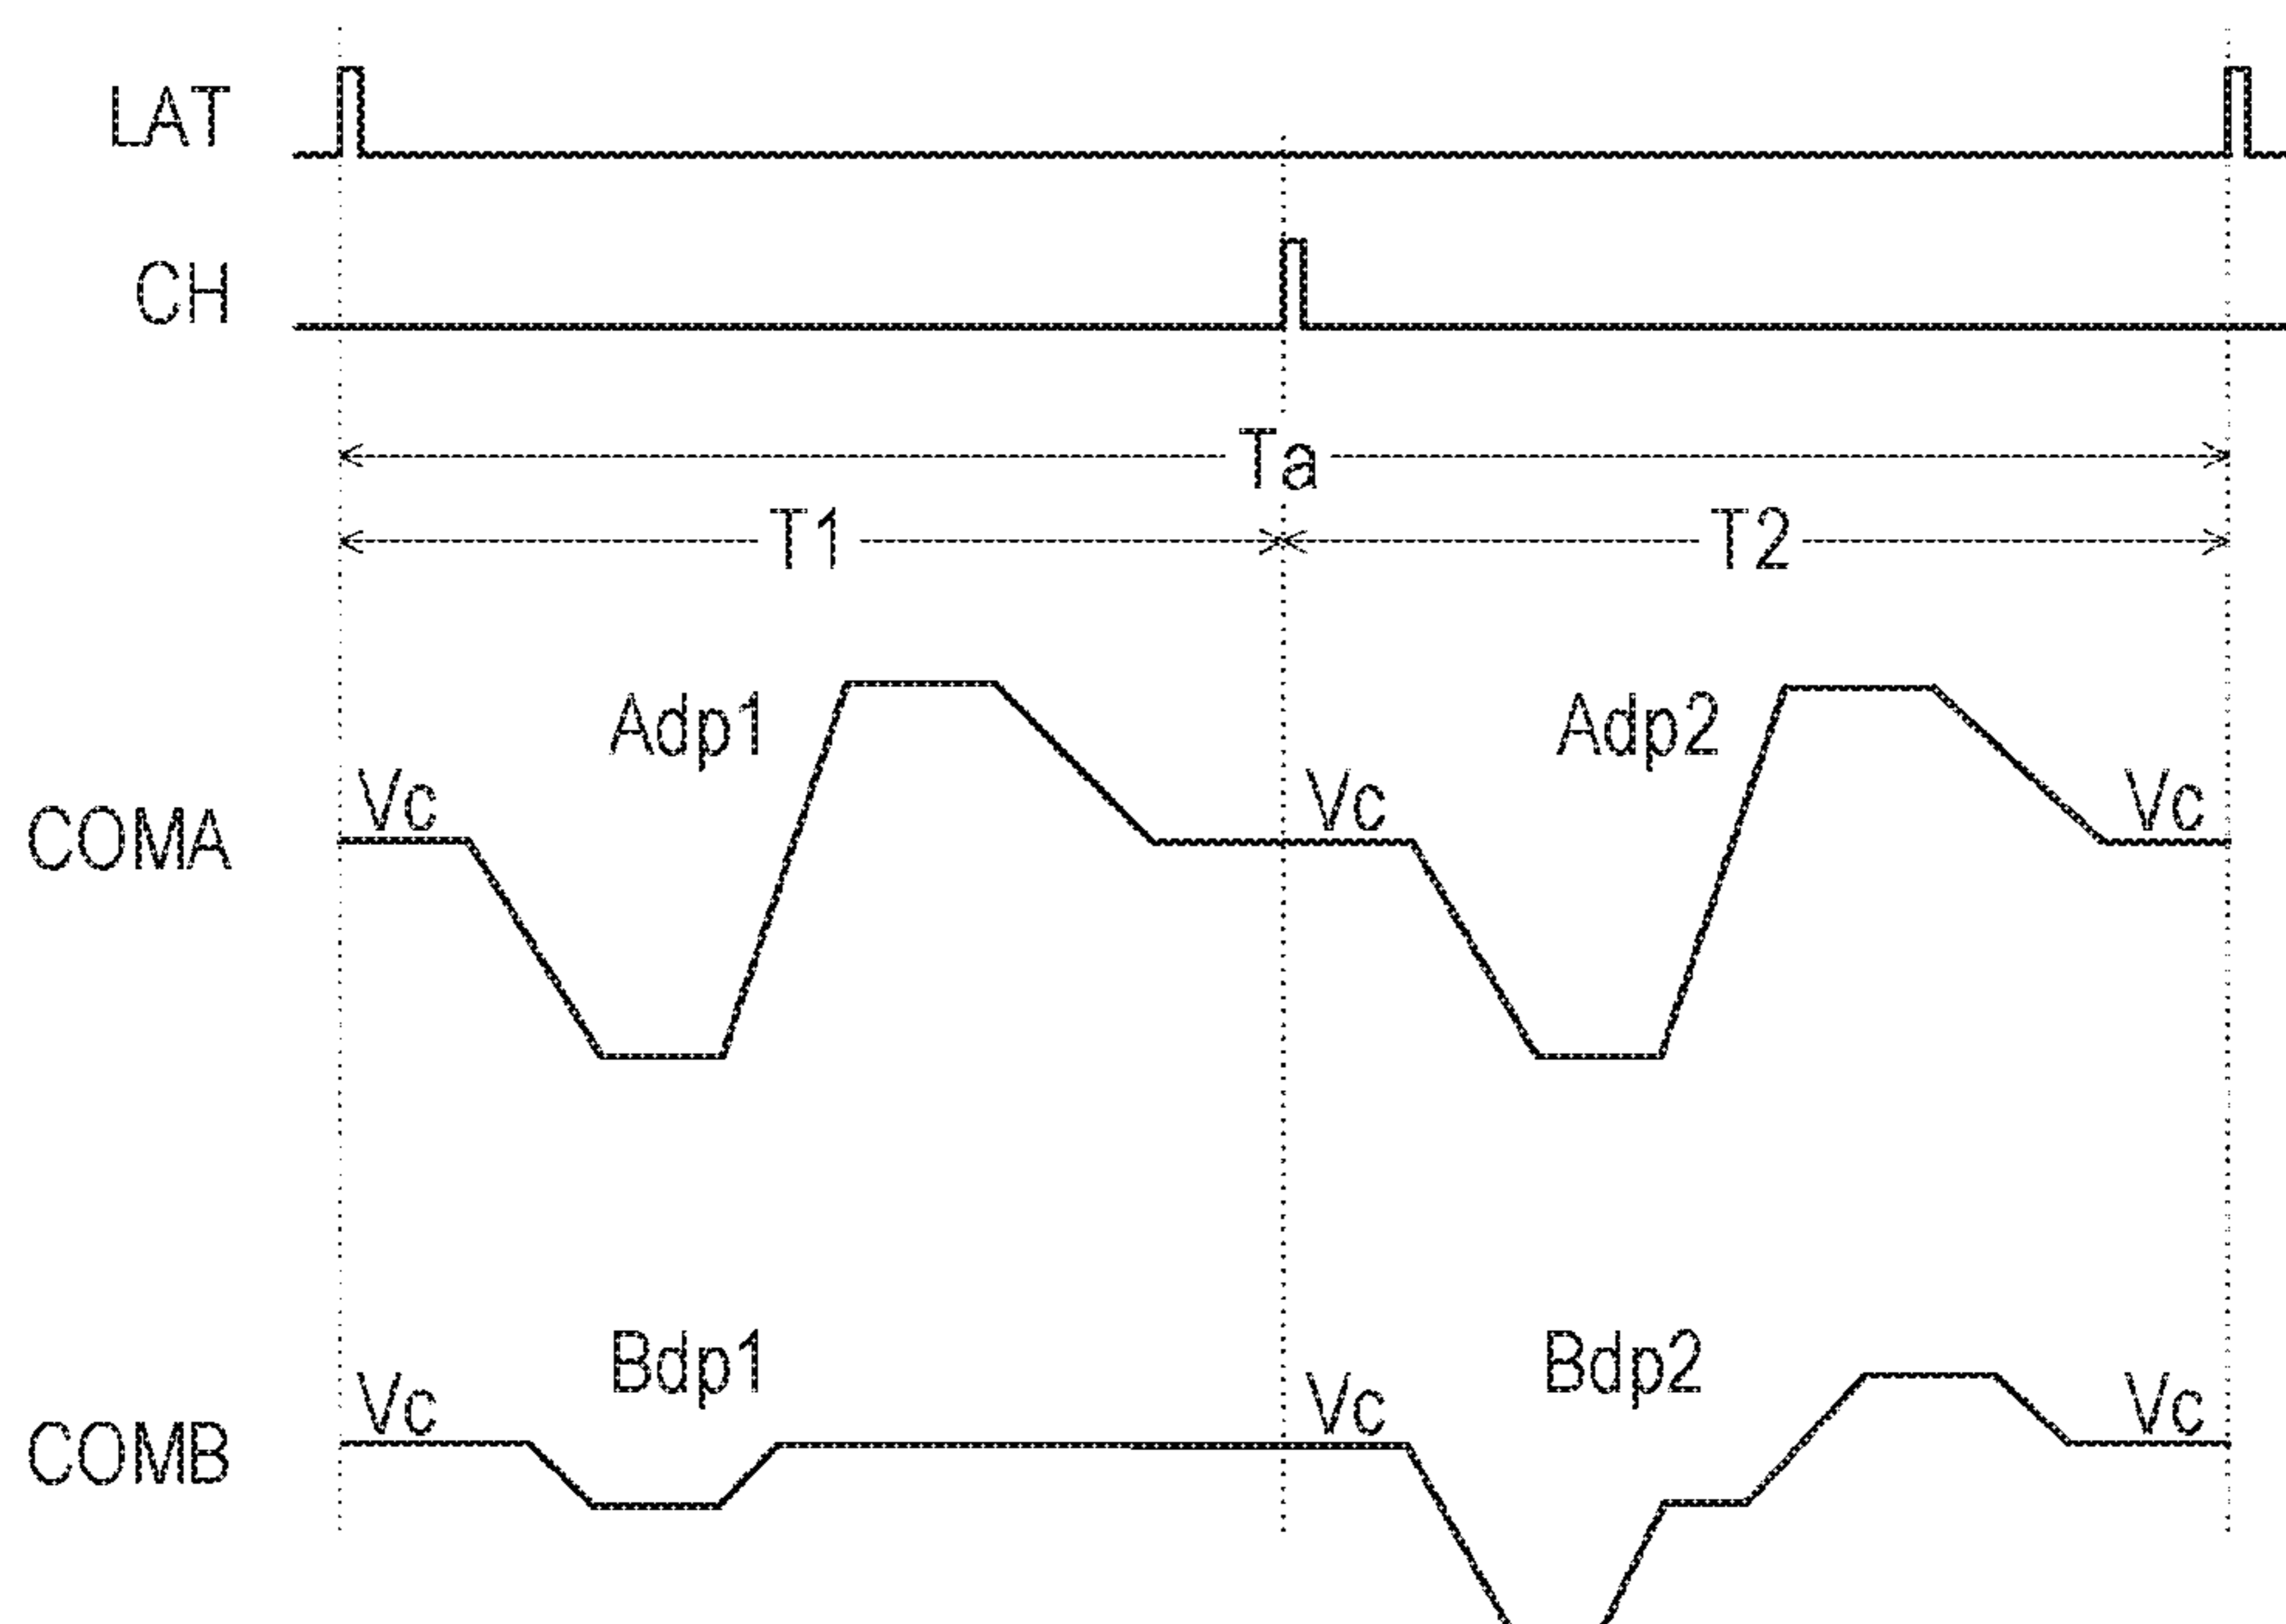 LAT
CH
Ta
T1 T2
Adp1 Adp2
COMA Vc Vc Vc
Bdp1 Bdp2
COMB Vc Vc Vc